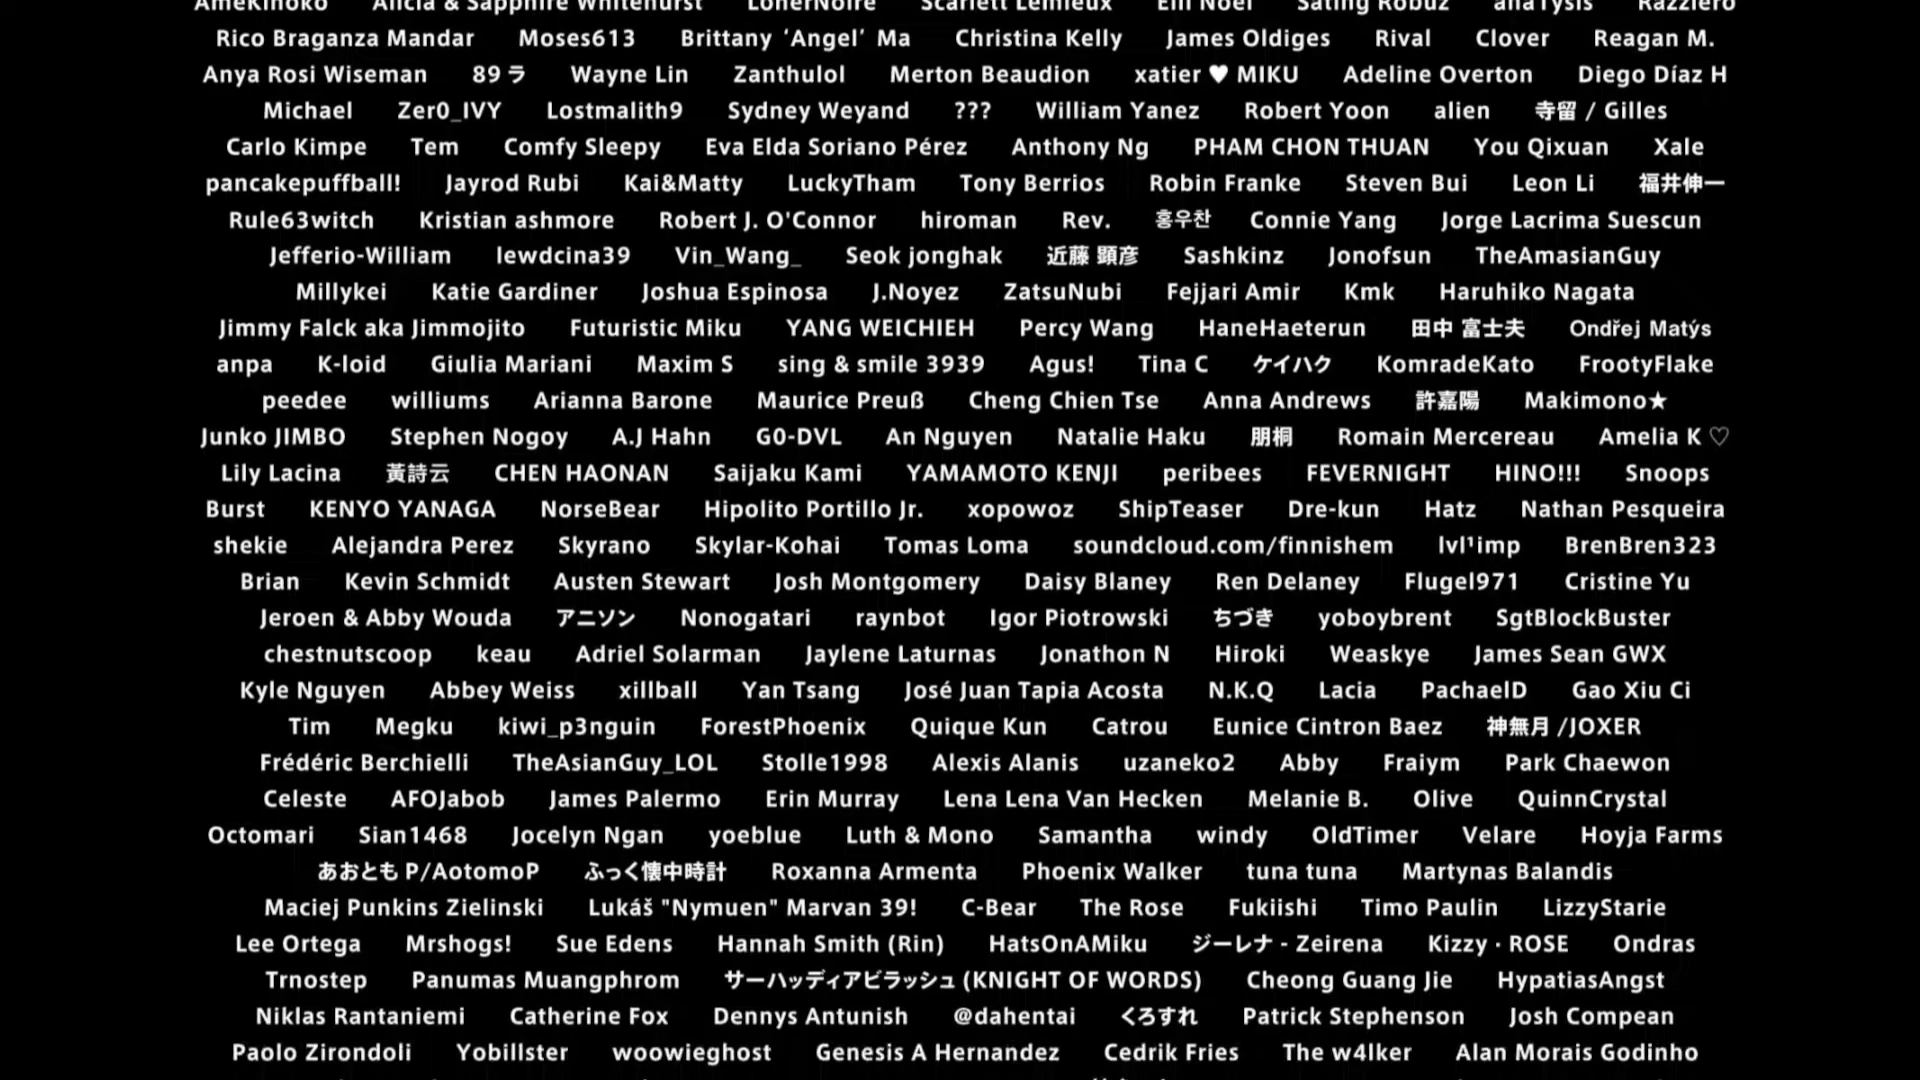 AmeKinoko Alicia & Sapphire Whitehurst LonerNoire Scarlett Lemieux Eili Noel Sating Robuz anaTysis Razziero
Rico Braganza Mandar Moses613 Brittany ‘Angel’ Ma Christina Kelly James Oldiges Rival Clover Reagan M.
Anya Rosi Wiseman 89 ラ Wayne Lin Zanthulol Merton Beaudion xatier ♥ MIKU Adeline Overton Diego Díaz H
Michael Zer0_IVY Lostmalith9 Sydney Weyand ??? William Yanez Robert Yoon alien 寺留 / Gilles
Carlo Kimpe Tem Comfy Sleepy Eva Elda Soriano Pérez Anthony Ng PHAM CHON THUAN You Qixuan Xale
pancakepuffball! Jayrod Rubi Kai&Matty LuckyTham Tony Berrios Robin Franke Steven Bui Leon Li 福井伸一
Rule63witch Kristian ashmore Robert J. O'Connor hiroman Rev. 홍우찬 Connie Yang Jorge Lacrima Suescun
Jefferio-William lewdcina39 Vin_Wang_ Seok jonghak 近藤 顕彦 Sashkinz Jonofsun TheAmasianGuy
Millykei Katie Gardiner Joshua Espinosa J.Noyez ZatsuNubi Fejjari Amir Kmk Haruhiko Nagata
Jimmy Falck aka Jimmojito Futuristic Miku YANG WEICHIEH Percy Wang HaneHaeterun 田中 富士夫 Ondřej Matýs
anpa K-loid Giulia Mariani Maxim S sing & smile 3939 Agus! Tina C ケイハク KomradeKato FrootyFlake
peedee williums Arianna Barone Maurice Preuß Cheng Chien Tse Anna Andrews 許嘉陽 Makimono★
Junko JIMBO Stephen Nogoy A.J Hahn G0-DVL An Nguyen Natalie Haku 朋桐 Romain Mercereau Amelia K ♡
Lily Lacina 黃詩云 CHEN HAONAN Saijaku Kami YAMAMOTO KENJI peribees FEVERNIGHT HINO!!! Snoops
Burst KENYO YANAGA NorseBear Hipolito Portillo Jr. xopowoz ShipTeaser Dre-kun Hatz Nathan Pesqueira
shekie Alejandra Perez Skyrano Skylar-Kohai Tomas Loma soundcloud.com/finnishem lvl¹imp BrenBren323
Brian Kevin Schmidt Austen Stewart Josh Montgomery Daisy Blaney Ren Delaney Flugel971 Cristine Yu
Jeroen & Abby Wouda アニソン Nonogatari raynbot Igor Piotrowski ちづき yoboybrent SgtBlockBuster
chestnutscoop keau Adriel Solarman Jaylene Laturnas Jonathon N Hiroki Weaskye James Sean GWX
Kyle Nguyen Abbey Weiss xillball Yan Tsang José Juan Tapia Acosta N.K.Q Lacia PachaelD Gao Xiu Ci
Tim Megku kiwi_p3nguin ForestPhoenix Quique Kun Catrou Eunice Cintron Baez 神無月 /JOXER
Frédéric Berchielli TheAsianGuy_LOL Stolle1998 Alexis Alanis uzaneko2 Abby Fraiym Park Chaewon
Celeste AFOJabob James Palermo Erin Murray Lena Lena Van Hecken Melanie B. Olive QuinnCrystal
Octomari Sian1468 Jocelyn Ngan yoeblue Luth & Mono Samantha windy OldTimer Velare Hoyja Farms
あおとも P/AotomoP ふっく懐中時計 Roxanna Armenta Phoenix Walker tuna tuna Martynas Balandis
Maciej Punkins Zielinski Lukáš "Nymuen" Marvan 39! C-Bear The Rose Fukiishi Timo Paulin LizzyStarie
Lee Ortega Mrshogs! Sue Edens Hannah Smith (Rin) HatsOnAMiku ジーレナ - Zeirena Kizzy · ROSE Ondras
Trnostep Panumas Muangphrom サーハッディアビラッシュ (KNIGHT OF WORDS) Cheong Guang Jie HypatiasAngst
Niklas Rantaniemi Catherine Fox Dennys Antunish @dahentai くろすれ Patrick Stephenson Josh Compean
Paolo Zirondoli Yobillster woowieghost Genesis A Hernandez Cedrik Fries The w4lker Alan Morais Godinho